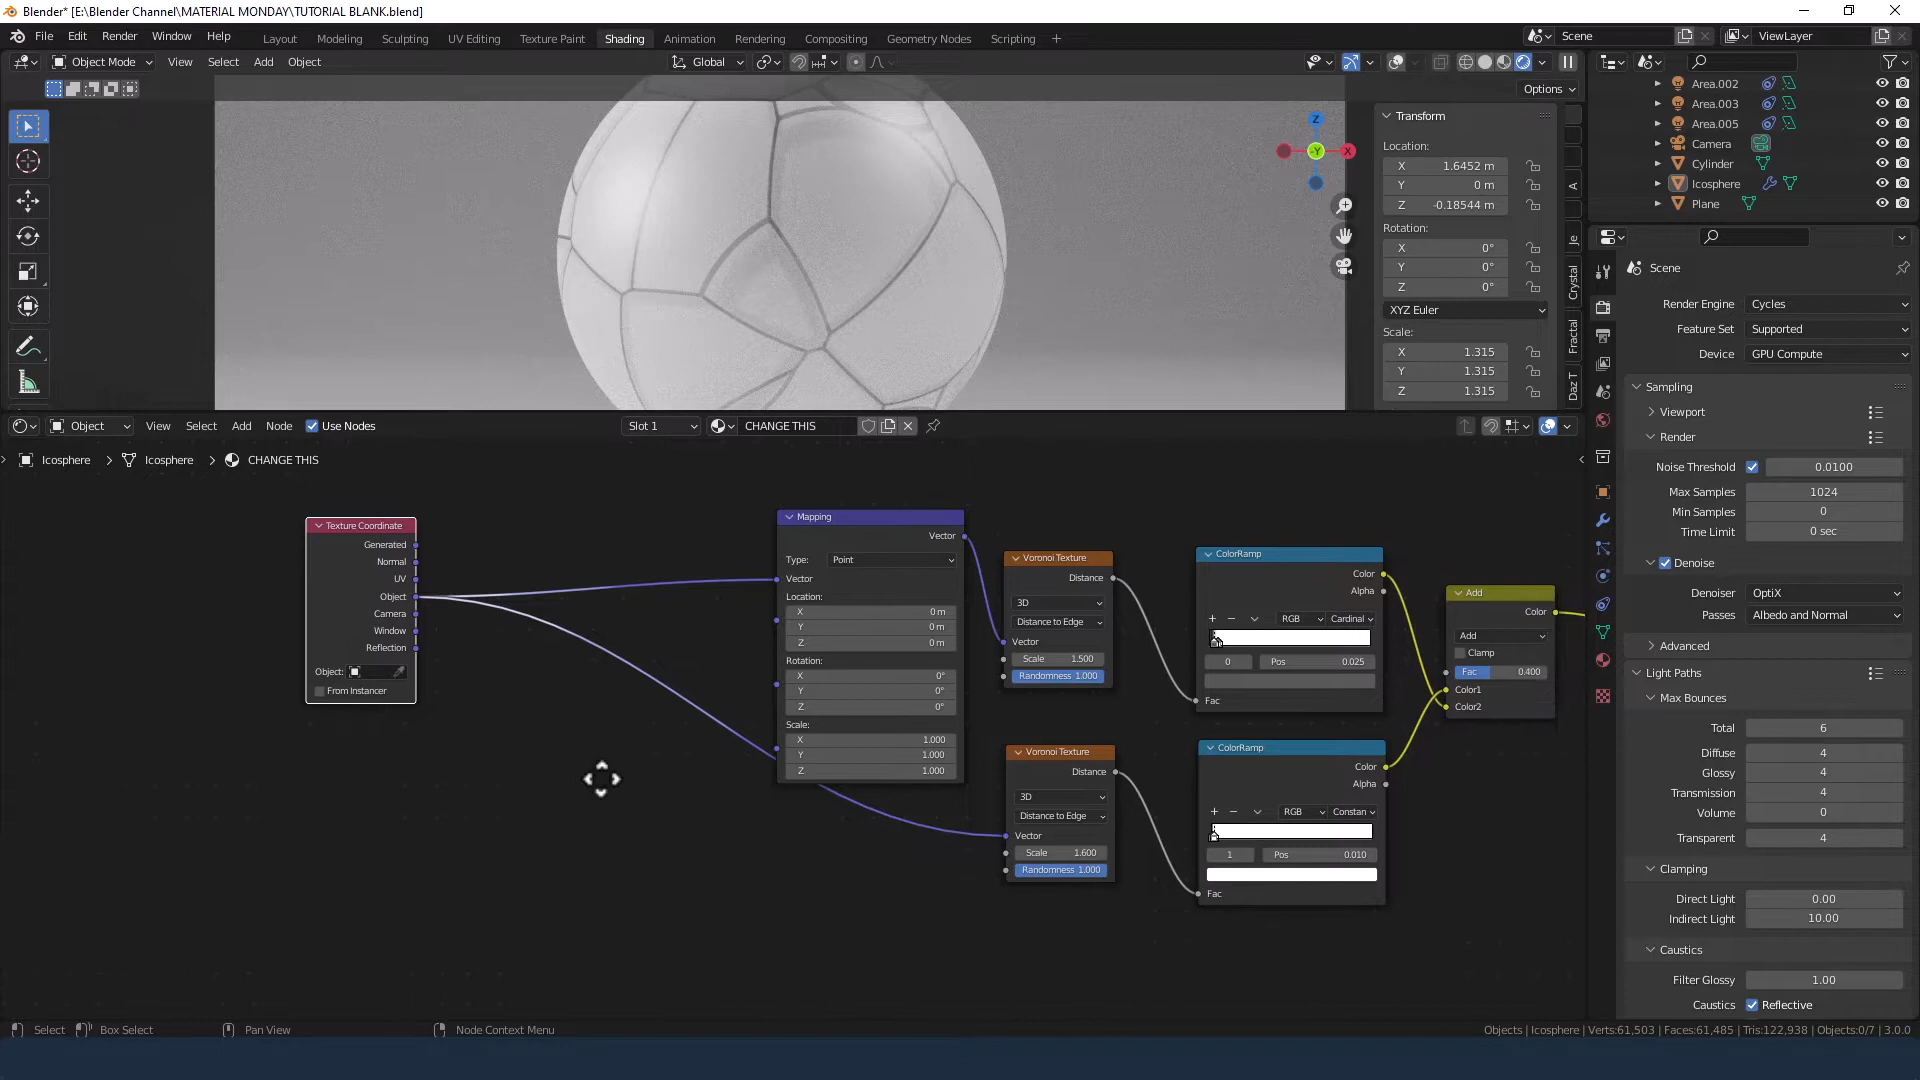 Blender* [E:\Blender Channel\MATERIAL MONDAY\TUTORIAL BLANK.blend]
File Edit Render Window Help Layout Modeling Sculpting UV Editing Texture Paint Shading Animation Rendering Compositing Geometry Nodes Scripting + Scene ViewLayer
Object Mode View Select Add Object Global
Options
Area.002
Area.003
Area.005
Camera
Cylinder
Icosphere
Plane
Z
-Y
X
Transform
Location:
X 1.6452 m
Y 0 m
Z -0.18544 m
Rotation:
X 0°
Y 0°
Z 0°
XYZ Euler
Scale:
X 1.315
Y 1.315
Z 1.315
A
Je
Crystal
Fractal
Daz T
Scene
Render Engine Cycles
Feature Set Supported
Device GPU Compute
Sampling
Viewport
Render
Noise Threshold 0.0100
Max Samples 1024
Min Samples 0
Time Limit 0 sec
Denoise
Denoiser OptiX
Passes Albedo and Normal
Advanced
Light Paths
Max Bounces
Total 6
Diffuse 4
Glossy 4
Transmission 4
Volume 0
Transparent 4
Clamping
Direct Light 0.00
Indirect Light 10.00
Caustics
Filter Glossy 1.00
Caustics Reflective
Object View Select Add Node Use Nodes Slot 1 CHANGE THIS
Icosphere > Icosphere > CHANGE THIS
Texture Coordinate
Generated
Normal
UV
Object
Camera
Window
Reflection
Object:
From Instancer
Mapping
Vector
Type: Point
Vector
Location:
X 0 m
Y 0 m
Z 0 m
Rotation:
X 0°
Y 0°
Z 0°
Scale:
X 1.000
Y 1.000
Z 1.000
Voronoi Texture
Distance
3D
Distance to Edge
Vector
Scale 1.500
Randomness 1.000
Voronoi Texture
Distance
3D
Distance to Edge
Vector
Scale 1.600
Randomness 1.000
ColorRamp
Color
Alpha
+ − RGB Cardinal
0 Pos 0.025
Fac
ColorRamp
Color
Alpha
+ − RGB Constan
1 Pos 0.010
Fac
Add
Color
Add
Clamp
Fac 0.400
Color1
Color2
Select Box Select Pan View Node Context Menu Objects | Icosphere | Verts:61,503 | Faces:61,485 | Tris:122,938 | Objects:0/7 | 3.0.0